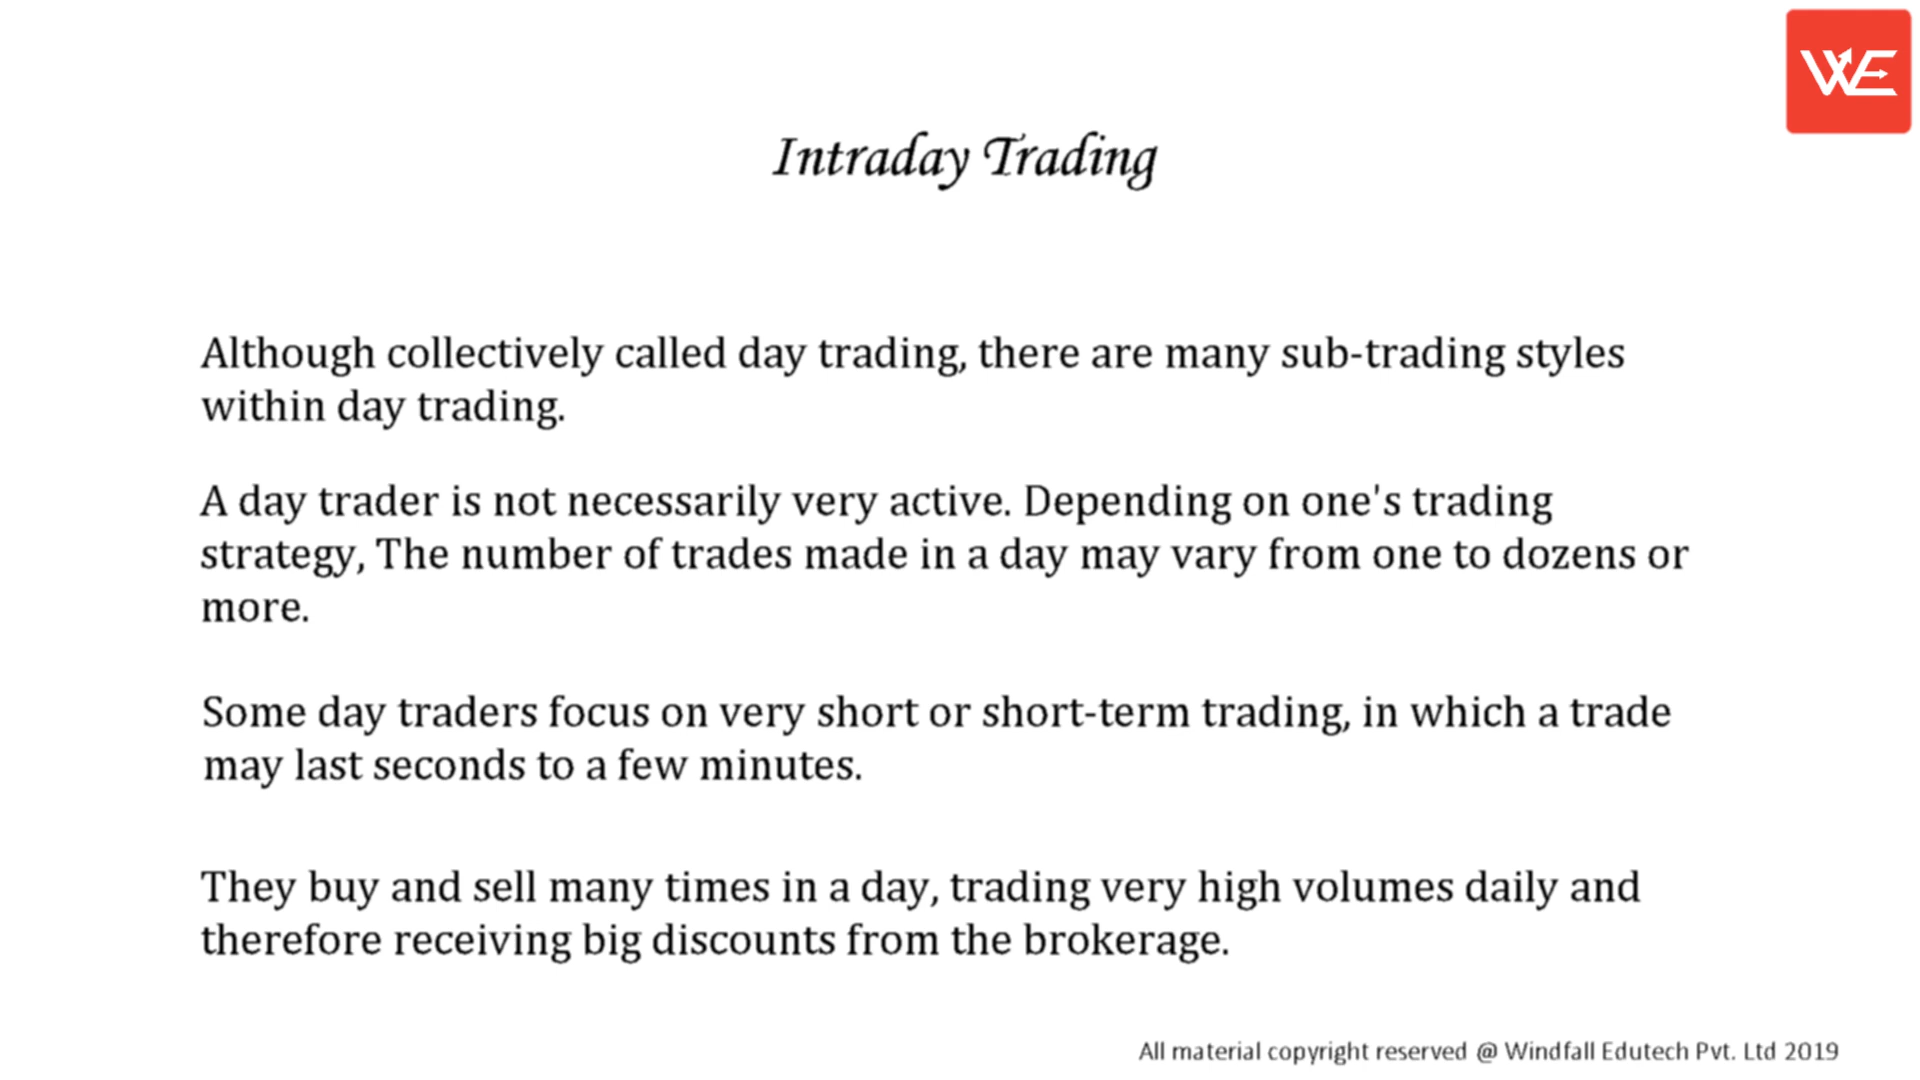 WE
Intraday Trading
Although collectively called day trading, there are many sub-trading styles
within day trading.
A day trader is not necessarily very active. Depending on one's trading
strategy, The number of trades made in a day may vary from one to dozens or
more.
Some day traders focus on very short or short-term trading, in which a trade
may last seconds to a few minutes.
They buy and sell many times in a day, trading very high volumes daily and
therefore receiving big discounts from the brokerage.
All material copyright reserved @ Windfall Edutech Pvt. Ltd 2019